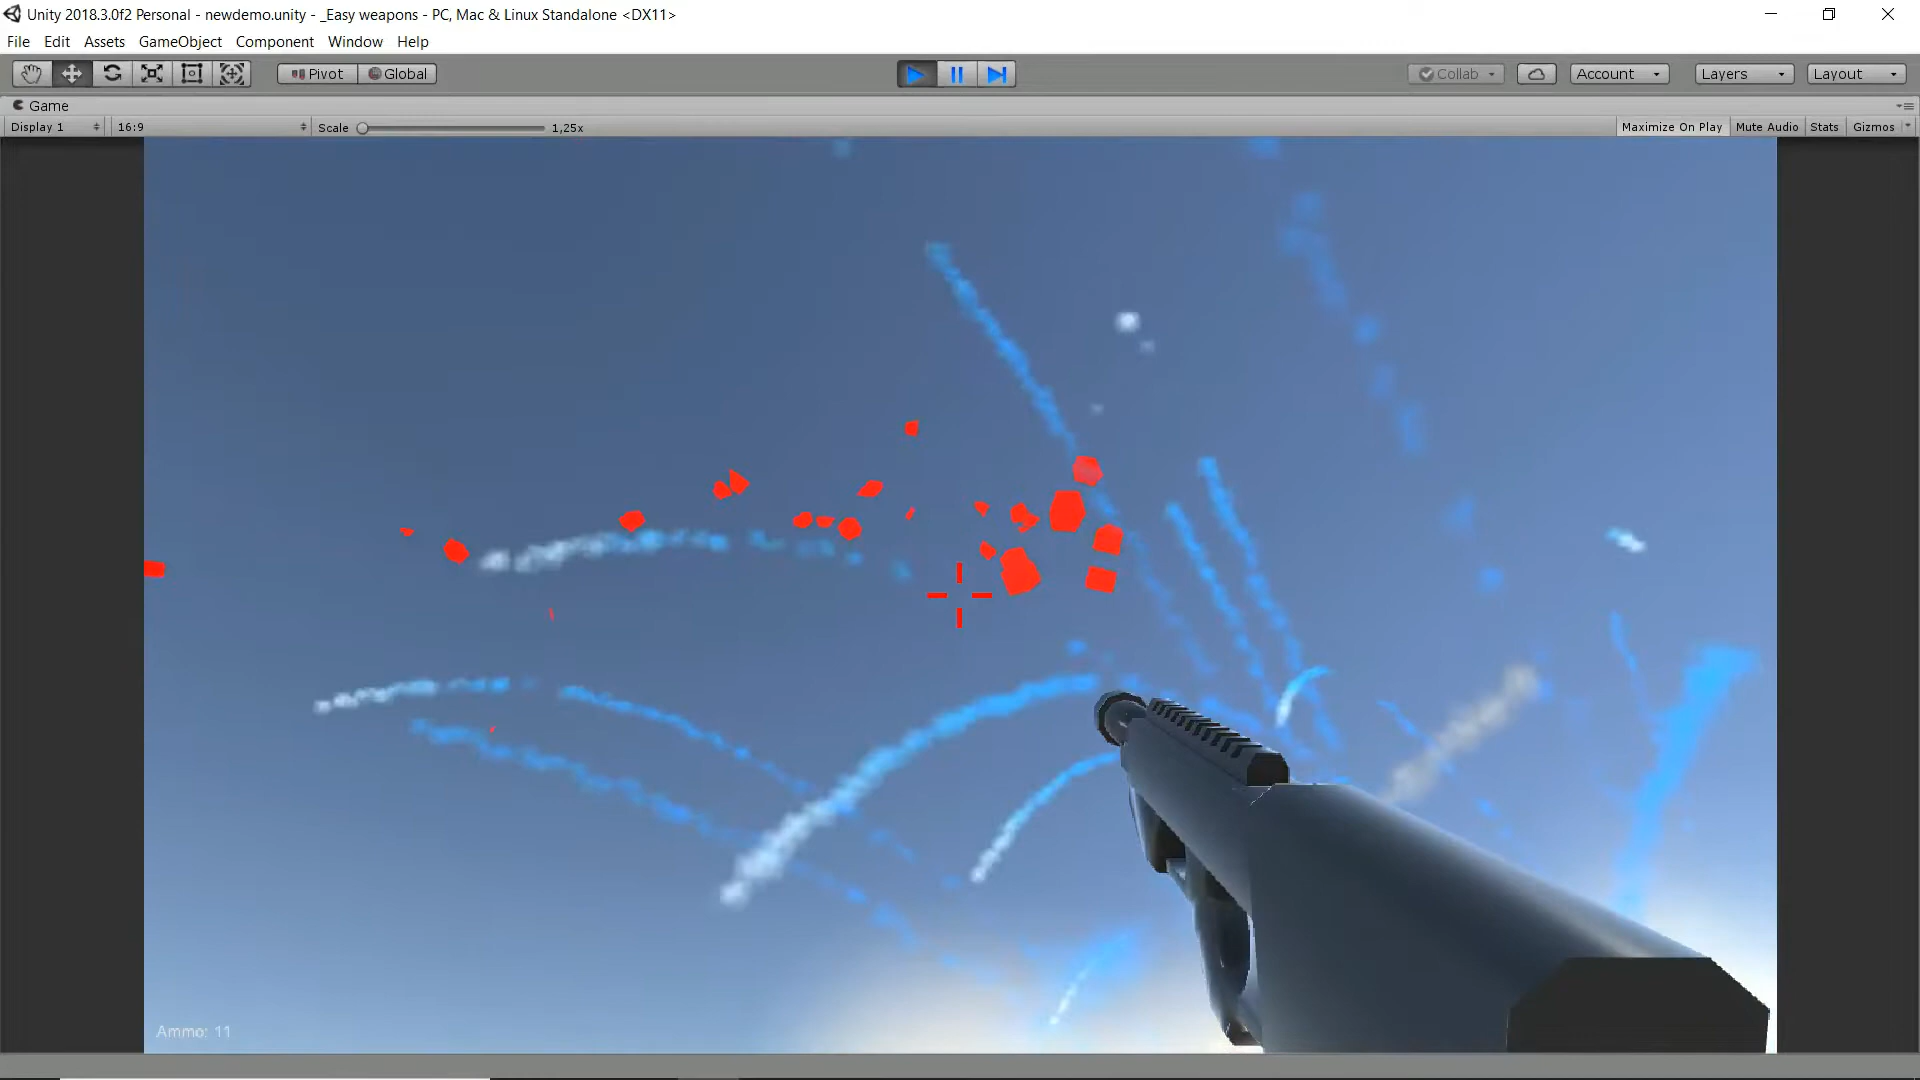 Unity 2018.3.0f2 Personal - newdemo.unity - _Easy weapons - PC, Mac & Linux Standalone <DX11>
File Edit Assets GameObject Component Window Help
Pivot Global Collab Account Layers Layout
Game
Display 1 16:9 Scale 1,25x Maximize On Play Mute Audio Stats Gizmos
Ammo: 11